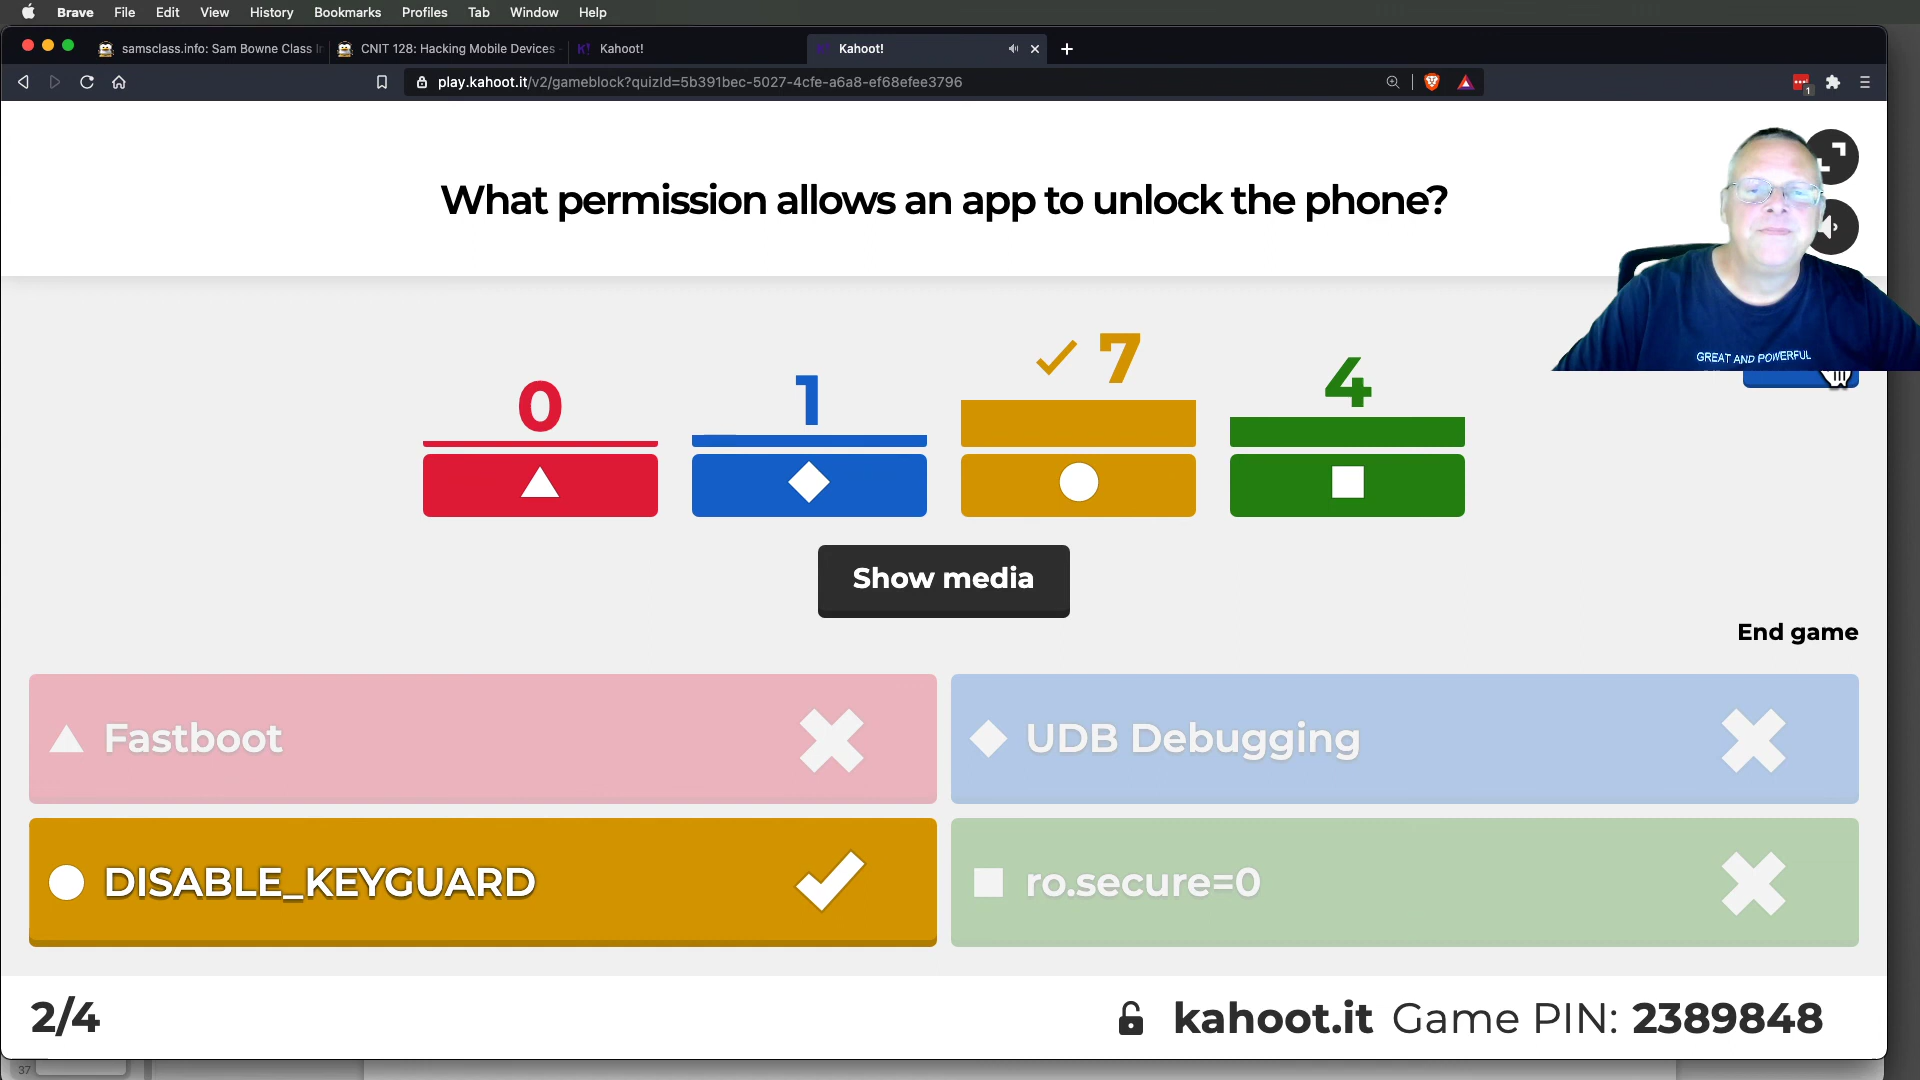 Brave File Edit View History Bookmarks Profiles Tab Window Help
samsclass.info: Sam Bowne Class I CNIT 128: Hacking Mobile Devices Kahoot! Kahoot!
play.kahoot.it/v2/gameblock?quizId=5b391bec-5027-4cfe-a6a8-ef68efee3796
1
What permission allows an app to unlock the phone?
GREAT AND POWERFUL
0 1 7 4
Show media
End game
Fastboot
UDB Debugging
DISABLE_KEYGUARD
ro.secure=0
2/4
kahoot.it Game PIN: 2389848
37